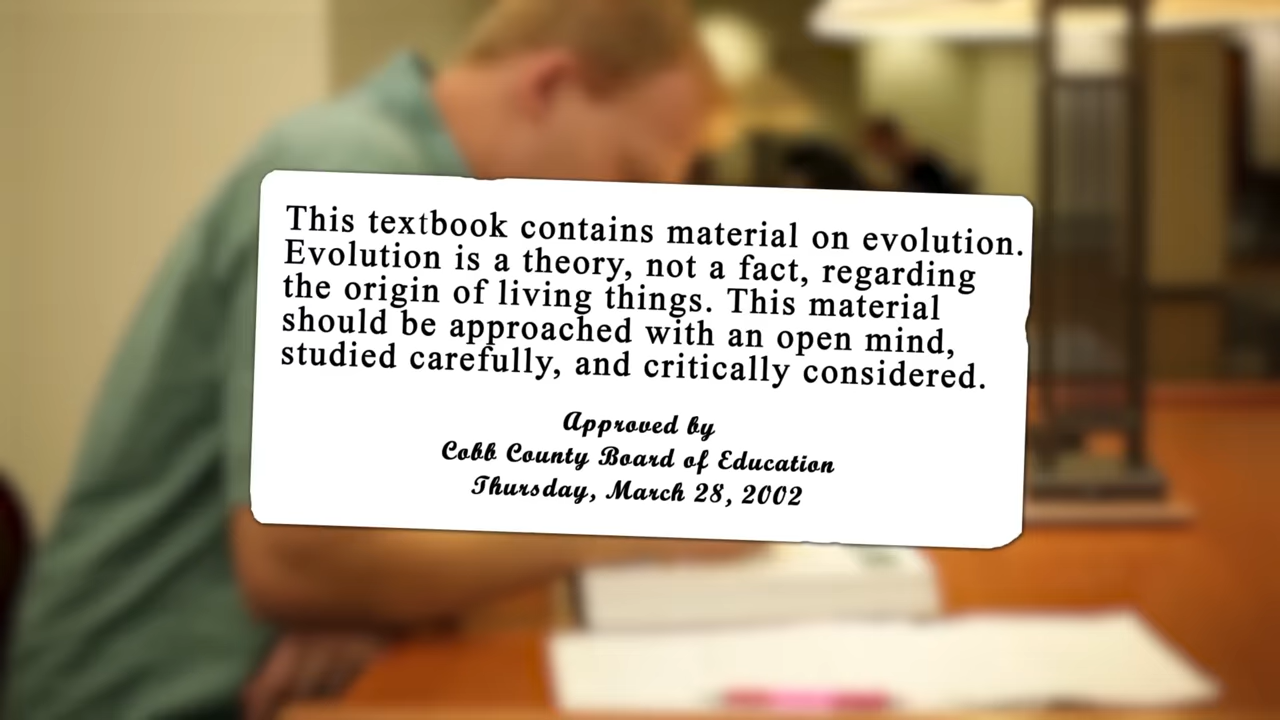 This textbook contains material on evolution.
Evolution is a theory, not a fact, regarding
the origin of living things. This material
should be approached with an open mind,
studied carefully, and critically considered.
Approved by
Cobb County Board of Education
Thursday, March 28, 2002